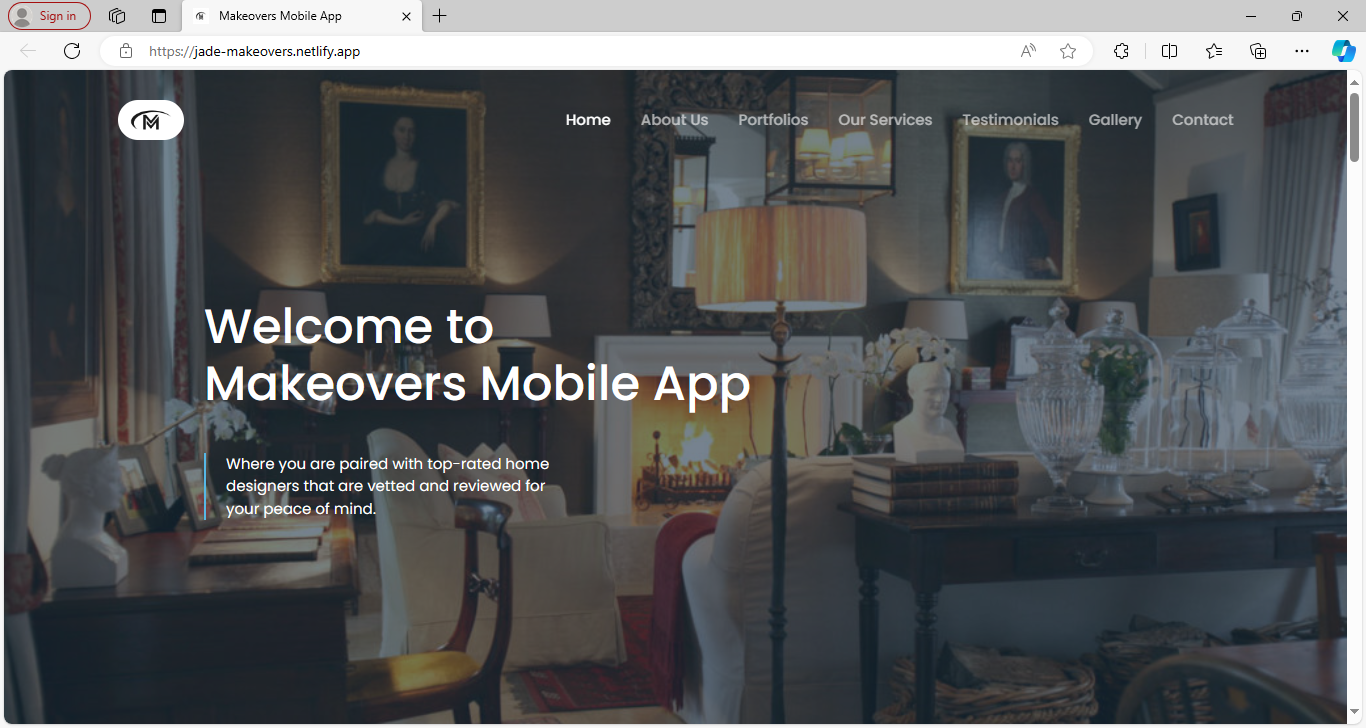 Sign in
Makeovers Mobile App
https://jade-makeovers.netlify.app
M
Home About Us Portfolios Our Services Testimonials Gallery Contact
Welcome to
Makeovers Mobile App
Where you are paired with top-rated home
designers that are vetted and reviewed for
your peace of mind.